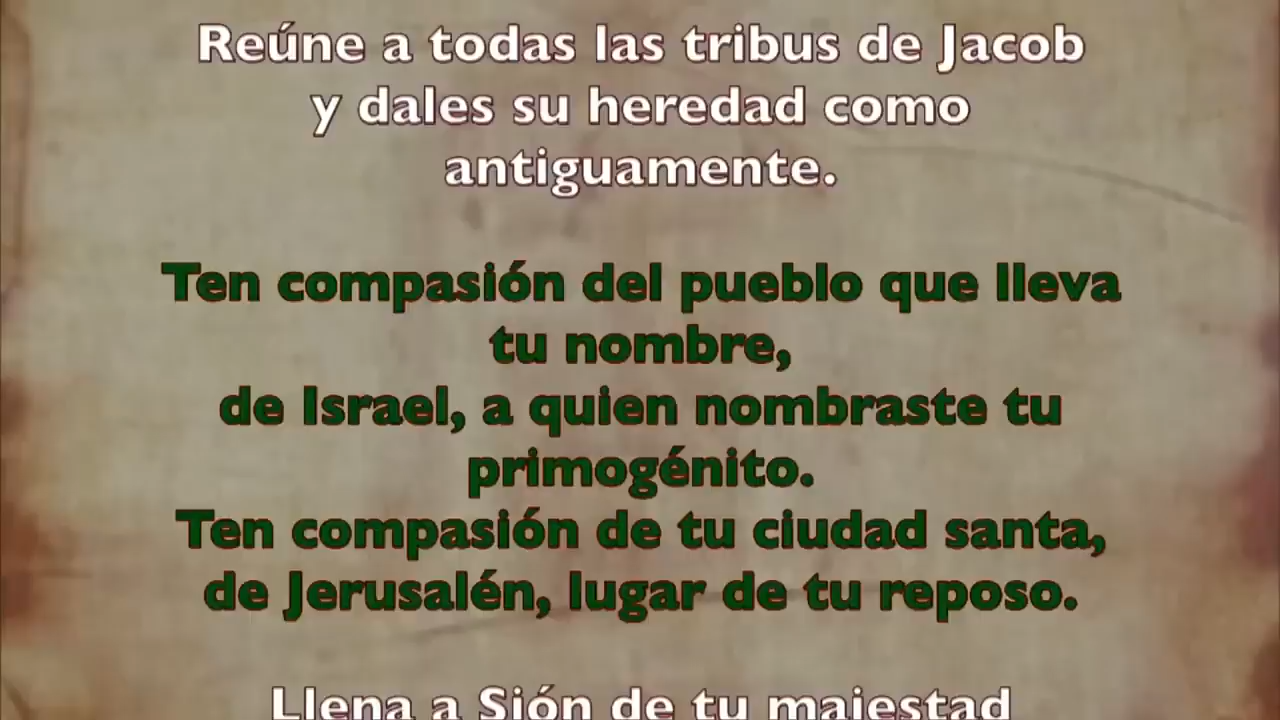 Reúne a todas las tribus de Jacob
y dales su heredad como
antiguamente.
Ten compasión del pueblo que lleva
tu nombre,
de Israel, a quien nombraste tu
primogénito.
Ten compasión de tu ciudad santa,
de Jerusalén, lugar de tu reposo.
Llena a Sión de tu majestad